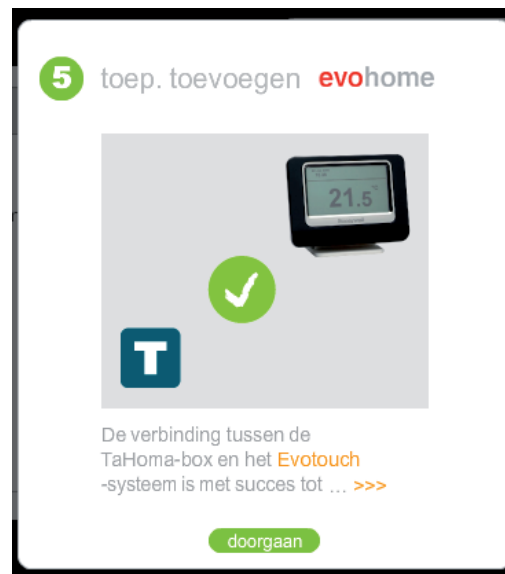 5 toep. toevoegen evohome
21.5 °C
T
De verbinding tussen de
TaHoma-box en het Evotouch
-systeem is met succes tot ... >>>
doorgaan